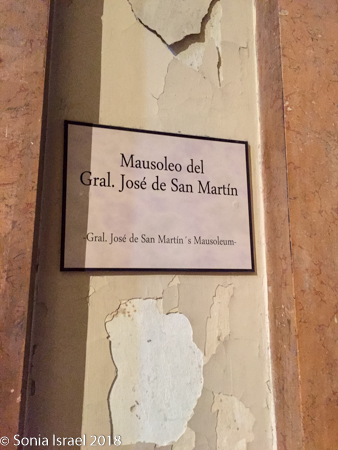 Mausoleo del
Gral. José de San Martín
-Gral. José de San Martín´s Mausoleum-
© Sonia Israel 2018